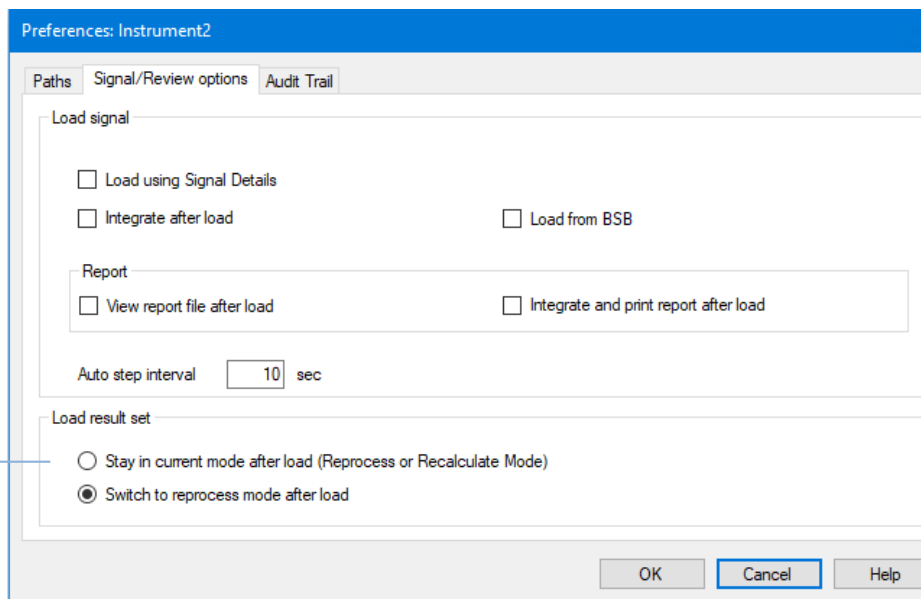 Preferences: Instrument2
Paths Signal/Review options Audit Trail
Load signal
Load using Signal Details
Integrate after load Load from BSB
Report
View report file after load Integrate and print report after load
Auto step interval 10 sec
Load result set
Stay in current mode after load (Reprocess or Recalculate Mode)
Switch to reprocess mode after load
OK Cancel Help